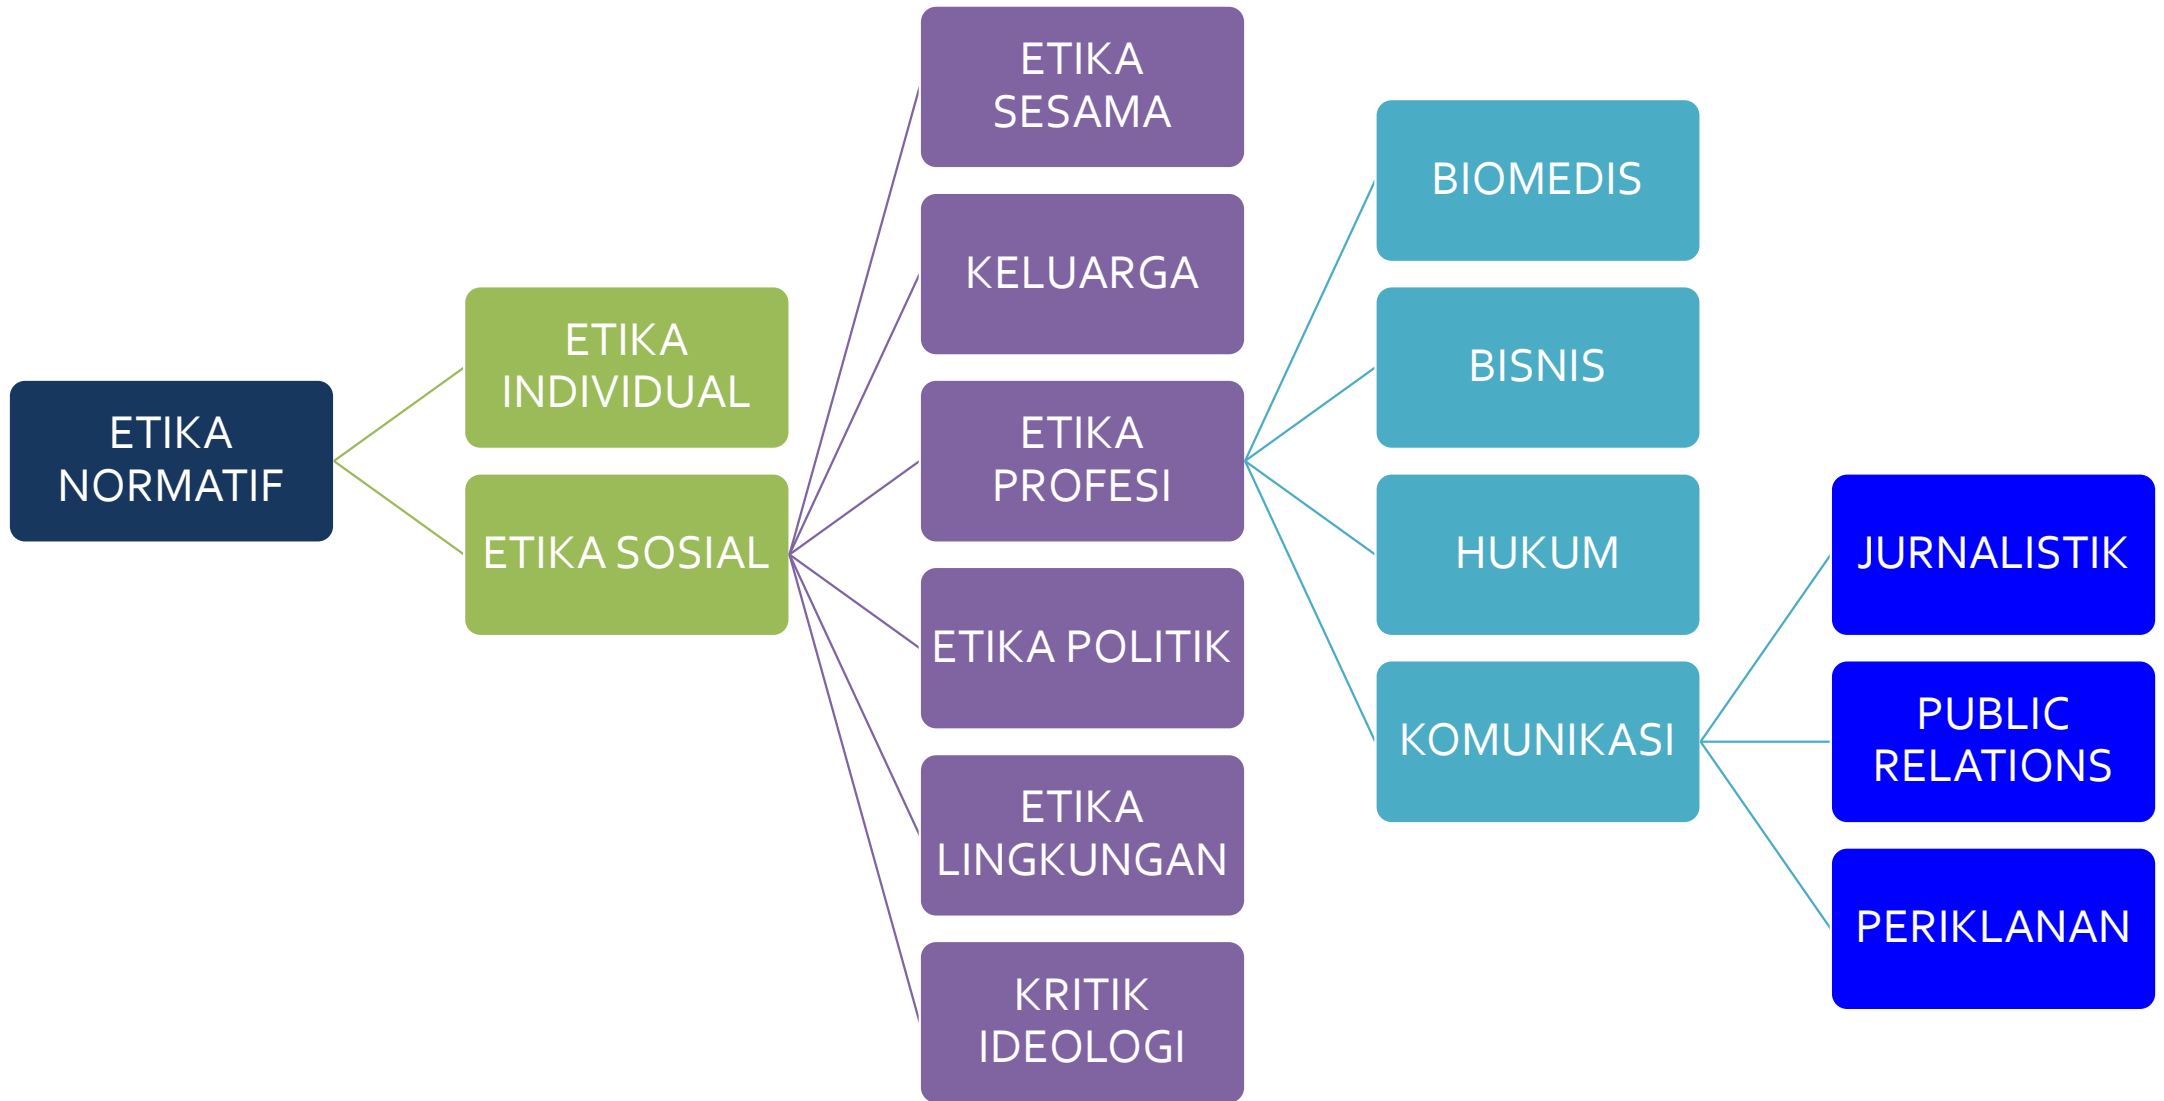 ETIKA
NORMATIF
ETIKA
INDIVIDUAL
ETIKA SOSIAL
ETIKA
SESAMA
KELUARGA
ETIKA
PROFESI
ETIKA POLITIK
ETIKA
LINGKUNGAN
KRITIK
IDEOLOGI
BIOMEDIS
BISNIS
HUKUM
KOMUNIKASI
JURNALISTIK
PUBLIC
RELATIONS
PERIKLANAN